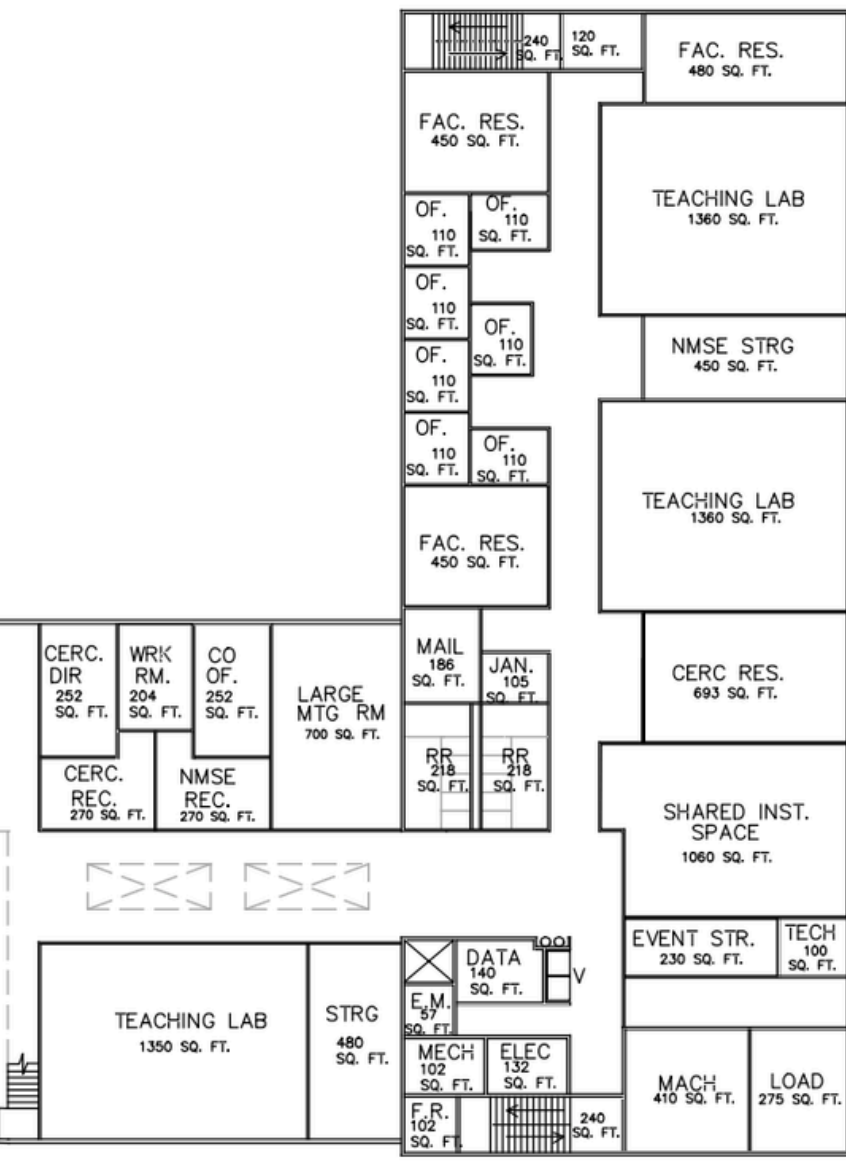 240
SQ. FT.
120
SQ. FT.
FAC. RES.
480 SQ. FT.
FAC. RES.
450 SQ. FT.
TEACHING LAB
1360 SQ. FT.
OF.
110
SQ. FT.
OF.
110
SQ. FT.
OF.
110
SQ. FT.
OF.
110
SQ. FT.
NMSE STRG
450 SQ. FT.
OF.
110
SQ. FT.
OF.
110
SQ. FT.
OF.
110
SQ. FT.
TEACHING LAB
1360 SQ. FT.
FAC. RES.
450 SQ. FT.
CERC.
DIR
252
SQ. FT.
WRK
RM.
204
SQ. FT.
CO
OF.
252
SQ. FT.
LARGE
MTG RM
700 SQ. FT.
MAIL
186
SQ. FT.
JAN.
105
SQ. FT.
CERC RES.
693 SQ. FT.
CERC.
REC.
270 SQ. FT.
NMSE
REC.
270 SQ. FT.
RR
218
SQ. FT.
RR
218
SQ. FT.
SHARED INST.
SPACE
1060 SQ. FT.
EVENT STR.
230 SQ. FT.
TECH
100
SQ. FT.
DATA
140
SQ. FT.
V
E.M.
57
SQ. FT.
TEACHING LAB
1350 SQ. FT.
STRG
480
SQ. FT.
MECH
102
SQ. FT.
ELEC
132
SQ. FT.
MACH
410 SQ. FT.
LOAD
275 SQ. FT.
F.R.
102
SQ. FT.
240
SQ. FT.